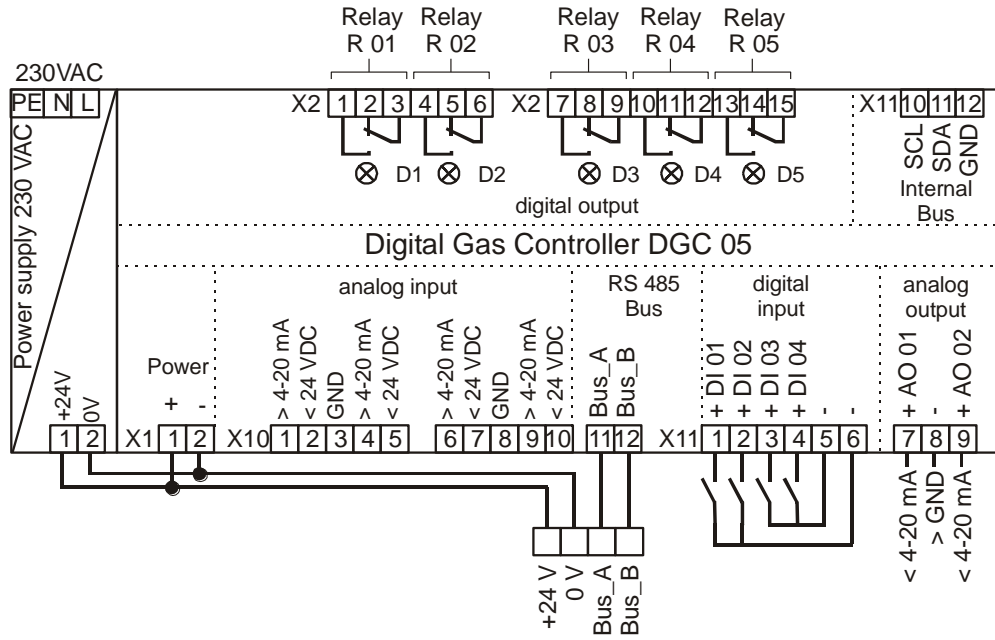 Relay Relay Relay Relay Relay
R 01 R 02 R 03 R 04 R 05
230VAC
PE N L X2 1 2 3 4 5 6 X2 7 8 9 10 11 12 13 14 15 X11 10 11 12
SCL
SDA
GND
D1 D2 D3 D4 D5
Internal
Bus
digital output
Power supply 230 VAC
Digital Gas Controller DGC 05
analog input
RS 485
Bus
digital
input
analog
output
+24V
0V
Power
+ -
> 4-20 mA
< 24 VDC
GND
> 4-20 mA
< 24 VDC
> 4-20 mA
< 24 VDC
GND
> 4-20 mA
< 24 VDC
Bus_A
Bus_B
+ DI 01
+ DI 02
+ DI 03
+ DI 04
-
-
+ AO 01
-
+ AO 02
1 2 X1 1 2 X10 1 2 3 4 5 6 7 8 9 10 11 12 X11 1 2 3 4 5 6 7 8 9
< 4-20 mA
> GND
< 4-20 mA
+24 V
0 V
Bus_A
Bus_B